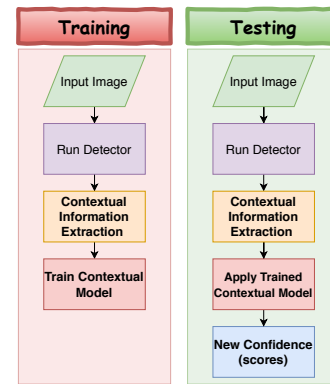 Training
Input Image
Run Detector
Contextual
Information
Extraction
Train Contextual
Model
Testing
Input Image
Run Detector
Contextual
Information
Extraction
Apply Trained
Contextual Model
New Confidence
(scores)